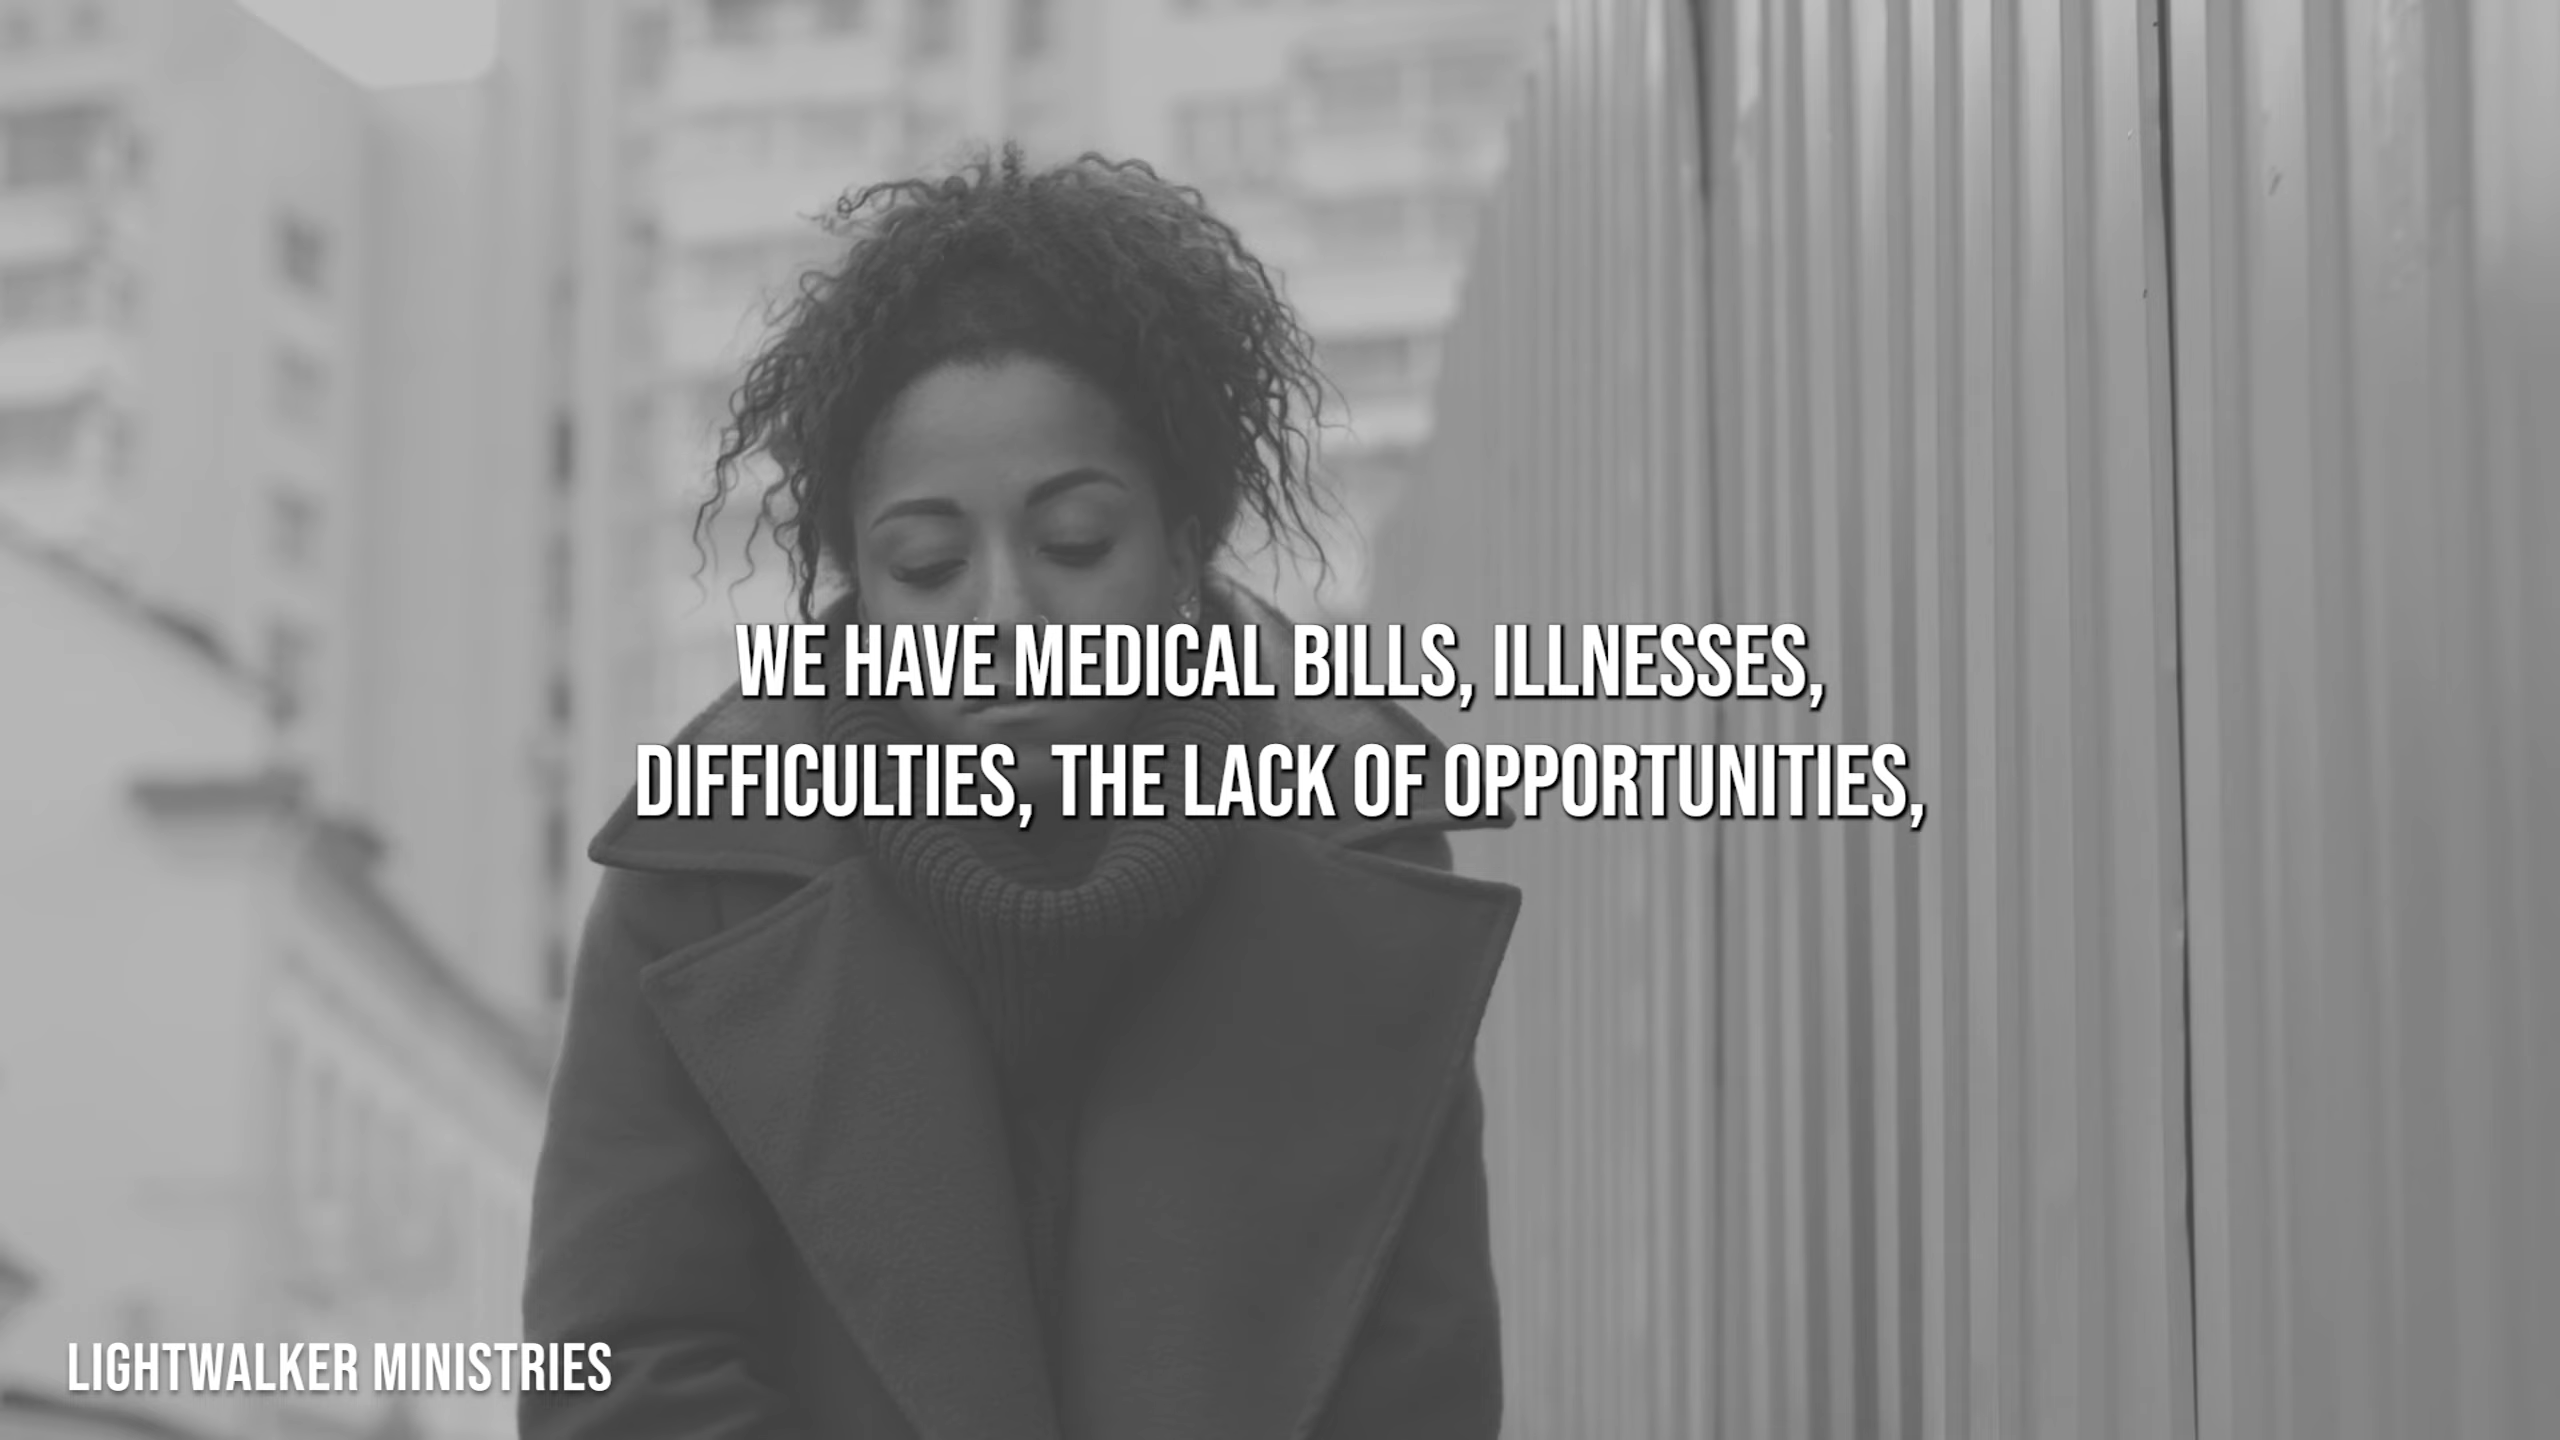 WE HAVE MEDICAL BILLS, ILLNESSES,
DIFFICULTIES, THE LACK OF OPPORTUNITIES,
LIGHTWALKER MINISTRIES